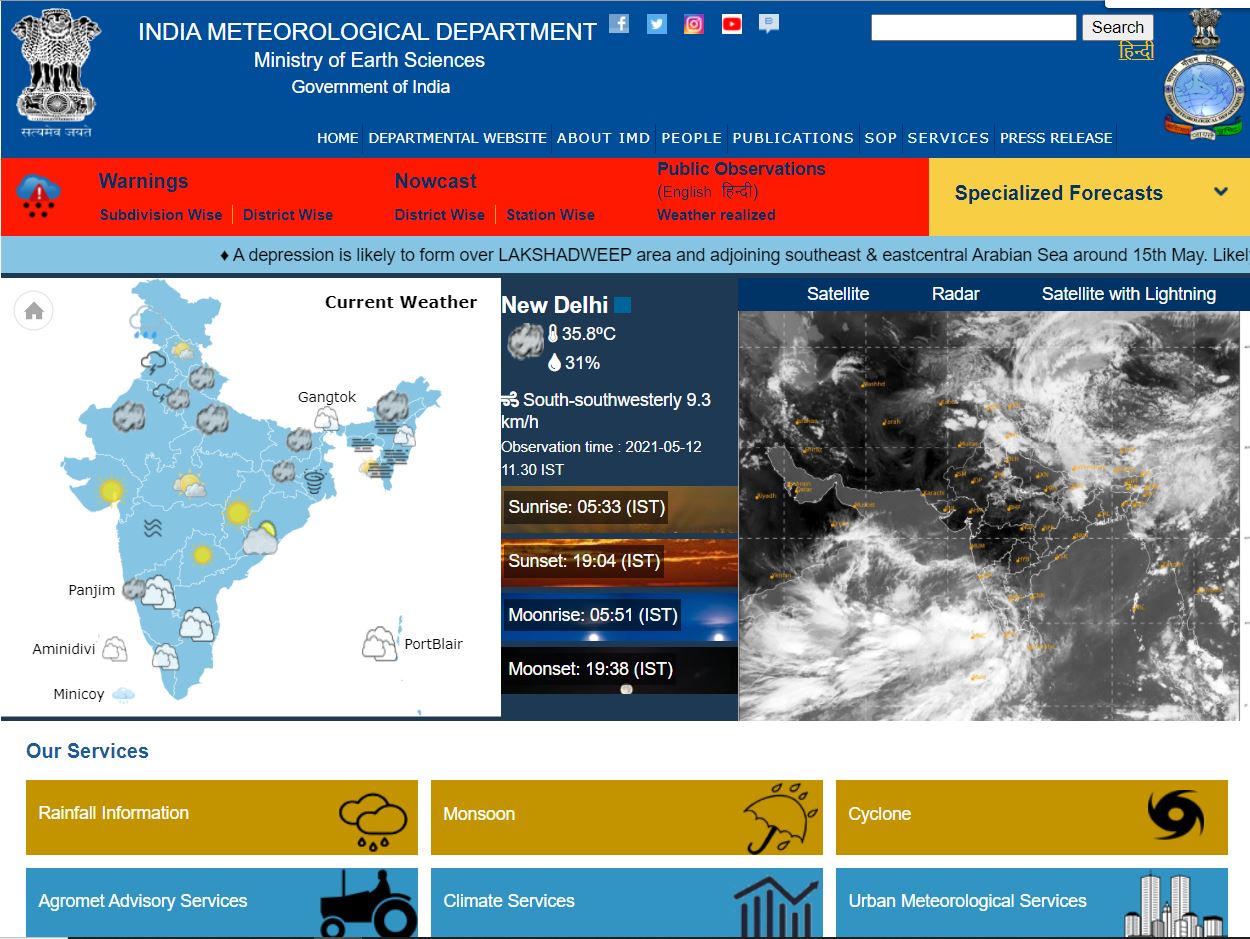 INDIA METEOROLOGICAL DEPARTMENT
Ministry of Earth Sciences
Government of India
Search
हिन्दी
सत्यमेव जयते
HOME DEPARTMENTAL WEBSITE ABOUT IMD PEOPLE PUBLICATIONS SOP SERVICES PRESS RELEASE
Warnings
Subdivision Wise District Wise
Nowcast
District Wise Station Wise
Public Observations
(English हिन्दी)
Weather realized
Specialized Forecasts
♦ A depression is likely to form over LAKSHADWEEP area and adjoining southeast & eastcentral Arabian Sea around 15th May. Likel
Current Weather
Gangtok
Panjim
Aminidivi
Minicoy
PortBlair
New Delhi
35.8ºC
31%
South-southwesterly 9.3
km/h
Observation time : 2021-05-12
11.30 IST
Sunrise: 05:33 (IST)
Sunset: 19:04 (IST)
Moonrise: 05:51 (IST)
Moonset: 19:38 (IST)
Satellite Radar Satellite with Lightning
Karachi
Riyadh
Our Services
Rainfall Information
Monsoon
Cyclone
Agromet Advisory Services
Climate Services
Urban Meteorological Services